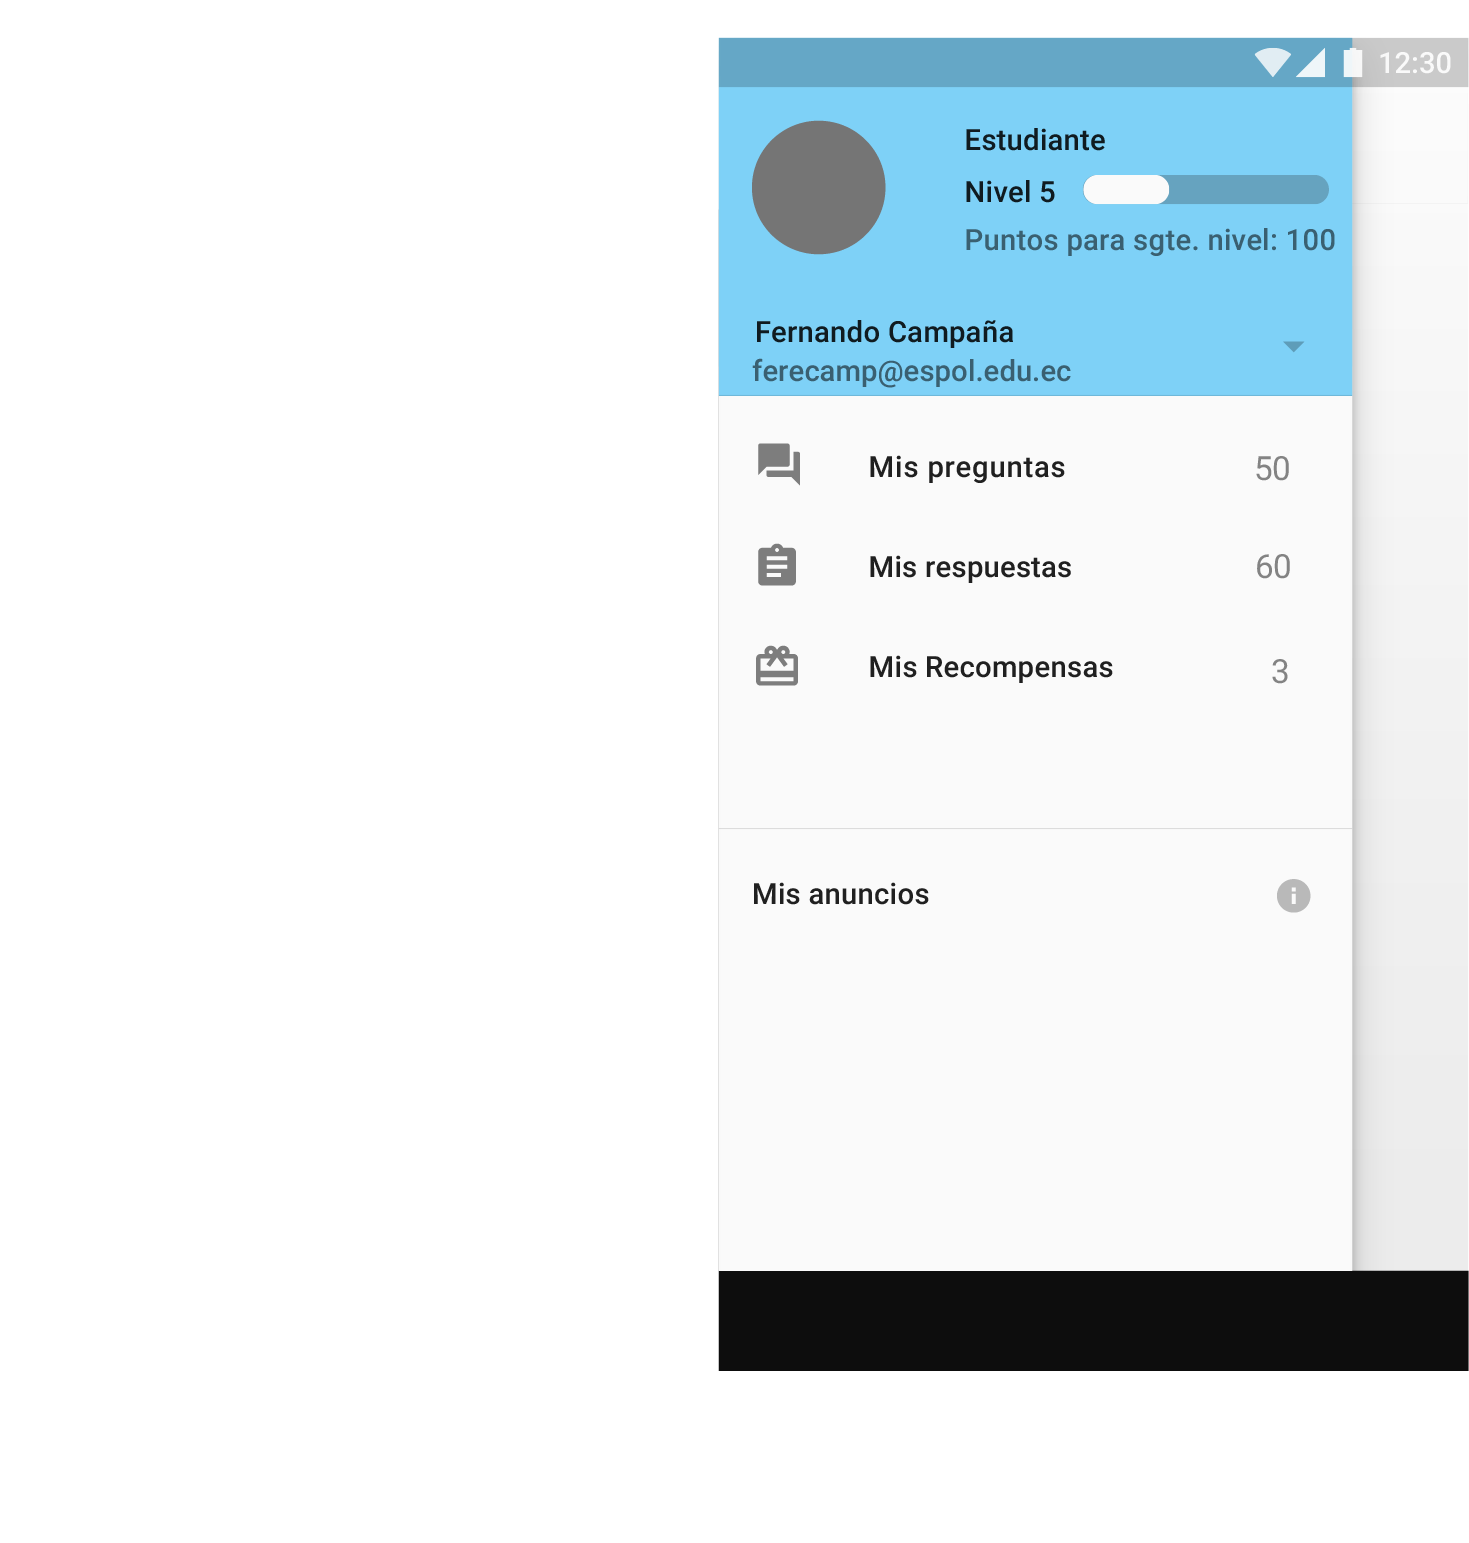 12:30
Estudiante
Nivel 5
Puntos para sgte. nivel: 100
Fernando Campaña
ferecamp@espol.edu.ec
Mis preguntas 50
Mis respuestas 60
Mis Recompensas 3
Mis anuncios